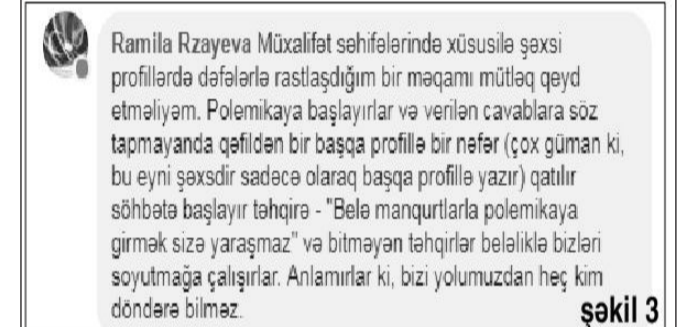 Ramila Rzayeva Müxalifət səhifələrində xüsusilə şəxsi
profillərdə dəfələrlə rastlaşdığım bir məqamı mütləq qeyd
etməliyəm. Polemikaya başlayırlar və verilən cavablara söz
tapmayanda qəfildən bir başqa profillə bir nəfər (çox güman ki,
bu eyni şəxsdir sadəcə olaraq başqa profillə yazır) qatılır
söhbətə başlayır təhqirə - "Belə manqurtlarla polemikaya
girmək sizə yaraşmaz" və bitməyən təhqirlər beləliklə bizləri
soyutmağa çalışırlar. Anlamırlar ki, bizi yolumuzdan heç kim
döndərə bilməz.
şəkil 3